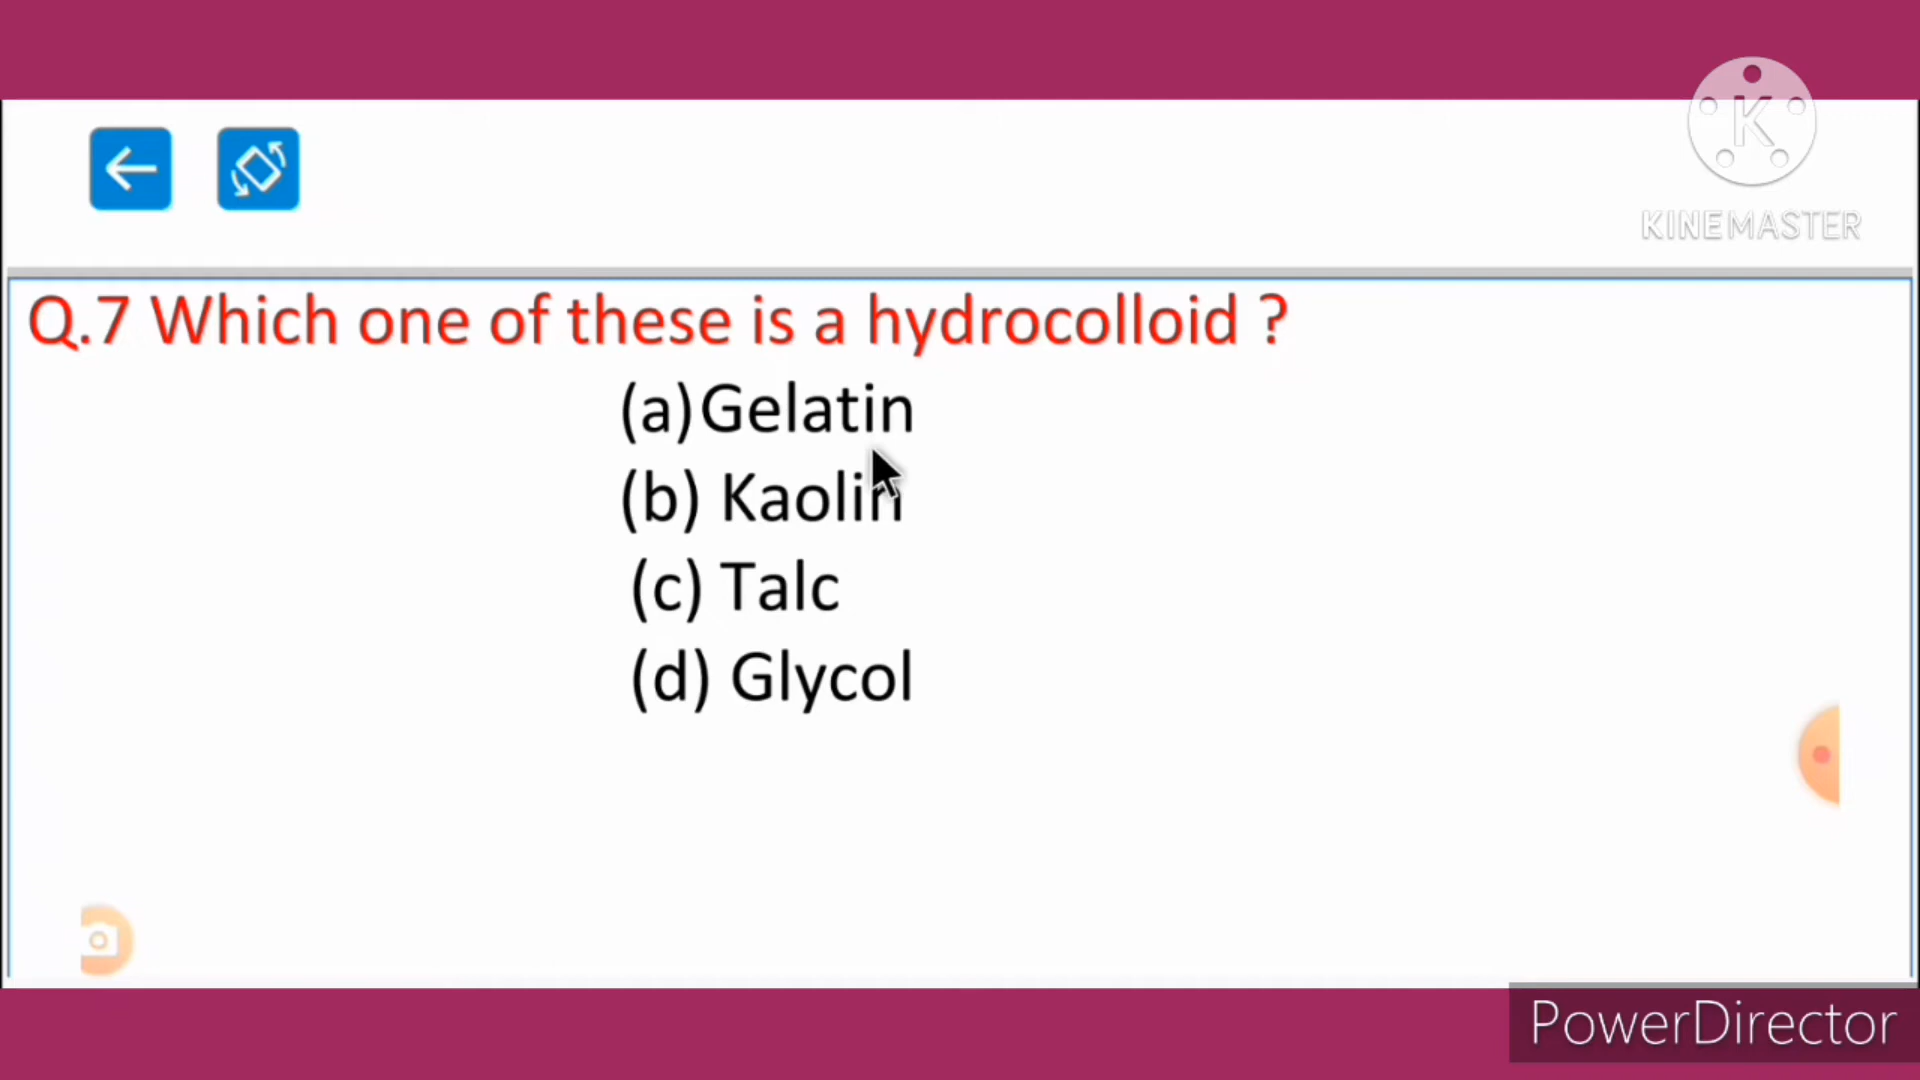 K
KINEMASTER
Q.7 Which one of these is a hydrocolloid ?
(a)Gelatin
(b) Kaolin
(c) Talc
(d) Glycol
PowerDirector